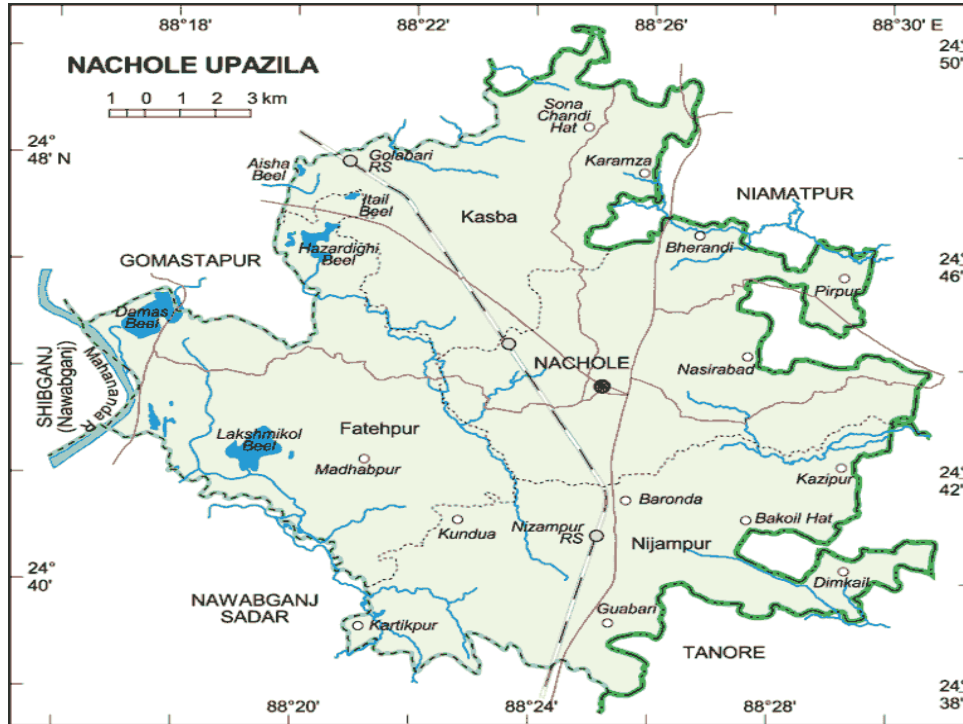 88°18' 88°22' 88°26' 88°30' E
NACHOLE UPAZILA
24°
50'
1 0 1 2 3 km
Sona
Chandi
Hat
24°
48' N
Golabari
RS
Aisha
Beel
Karamza
Itail
Beel
NIAMATPUR
Kasba
Hazardighi
Beel
Bherandi
GOMASTAPUR
24°
46'
Pirpur
Damas
Beel
SHIBGANJ
(Nawabganj)
Mahananda R.
NACHOLE
Nasirabad
Lakshmikol
Beel
Fatehpur
Madhabpur
Kazipur
24°
42'
Baronda
Bakoil Hat
Kundua
Nizampur
RS
Nijampur
24°
40'
Dimkail
NAWABGANJ
SADAR
Guabari
Kartikpur
TANORE
24°
38'
88°20' 88°24' 88°28'